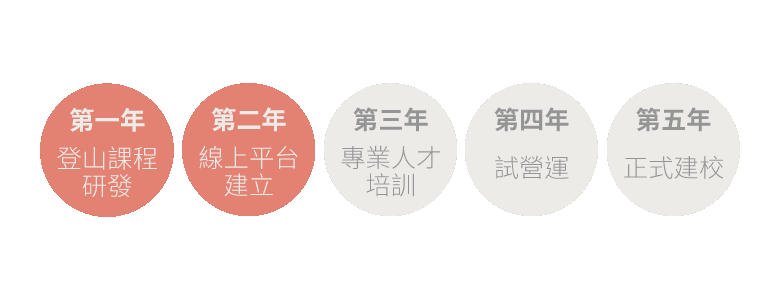 第一年
登山課程
研發
第二年
線上平台
建立
第三年
專業人才
培訓
第四年
試營運
第五年
正式建校